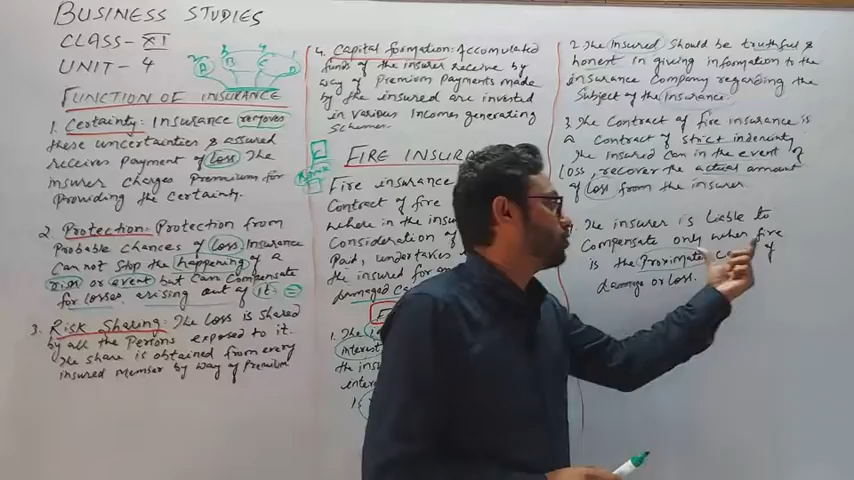 BUSINESS STUDIES
CLASS- XI
UNIT- 4
A B C D
FUNCTION OF INSURANCE
1. Certainty: Insurance removes
these uncertainties & assured
receives payment of loss. The
insurer charges Premium for
Providing the certainty.
2. Protection: Protection from
Probable chances of loss. Insurance
Can not stop the happening of a
risk or event but can compensate
for losses arising out of it. =
3. Risk Sharing: The loss is shared
by all the Persons exposed to it.
The share is obtained from every
insured member by way of Premium
4. Capital formation: Accumulated
funds of the insurer receive by
way of Premium Payments made
by the insured are invested
in various Incomes generating
Schemes.
FIRE INSUR
Fire insurance
Contract of fire
where in the insu
Consideration of
Paid, undertakes
the insured for a
damaged Ca
1. The i
interest
the insu
inter
is
2. The insured should be truthful &
honest in giving information to the
insurance Company regarding the
Subject of the insurance.
3. The Contract of fire insurance is
a Contract of strict indemnity
The insured can in the event of
loss, recover the actual amount
of loss from the insurer.
The insurer is liable to
Compensate only when fire
is the Proximate of
damage or loss.